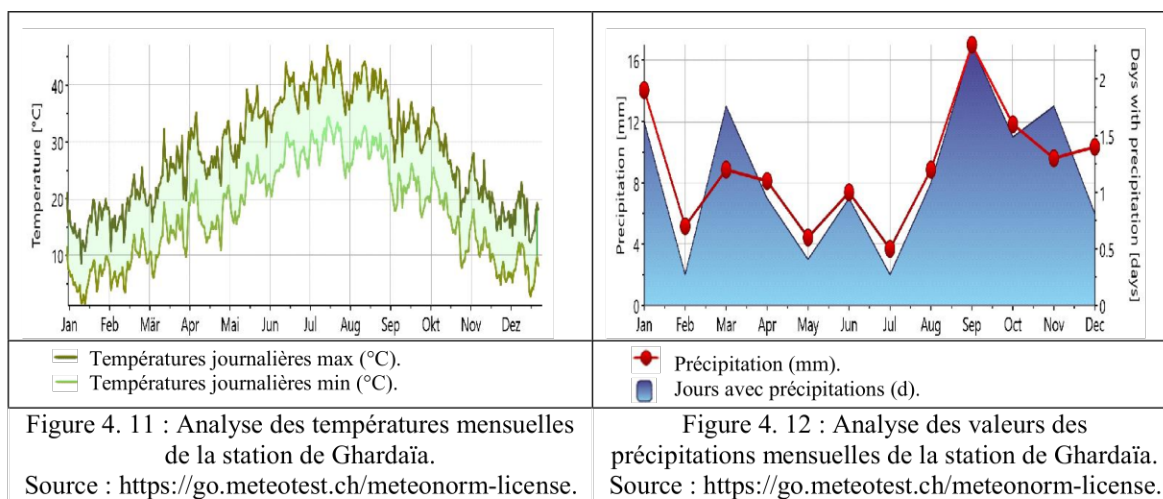 Temperature [°C]
40
30
20
10
Jan Feb Mär Apr Mai Jun Jul Aug Sep Okt Nov Dez
Températures journalières max (°C).
Températures journalières min (°C).
Figure 4. 11 : Analyse des températures mensuelles
de la station de Ghardaïa.
Source : https://go.meteotest.ch/meteonorm-license.
Precipitation [mm]
16
12
8
4
0
Days with precipitation [days]
2
1.5
1
0.5
0
Jan Feb Mar Apr May Jun Jul Aug Sep Oct Nov Dec
Précipitation (mm).
Jours avec précipitations (d).
Figure 4. 12 : Analyse des valeurs des
précipitations mensuelles de la station de Ghardaïa.
Source : https://go.meteotest.ch/meteonorm-license.